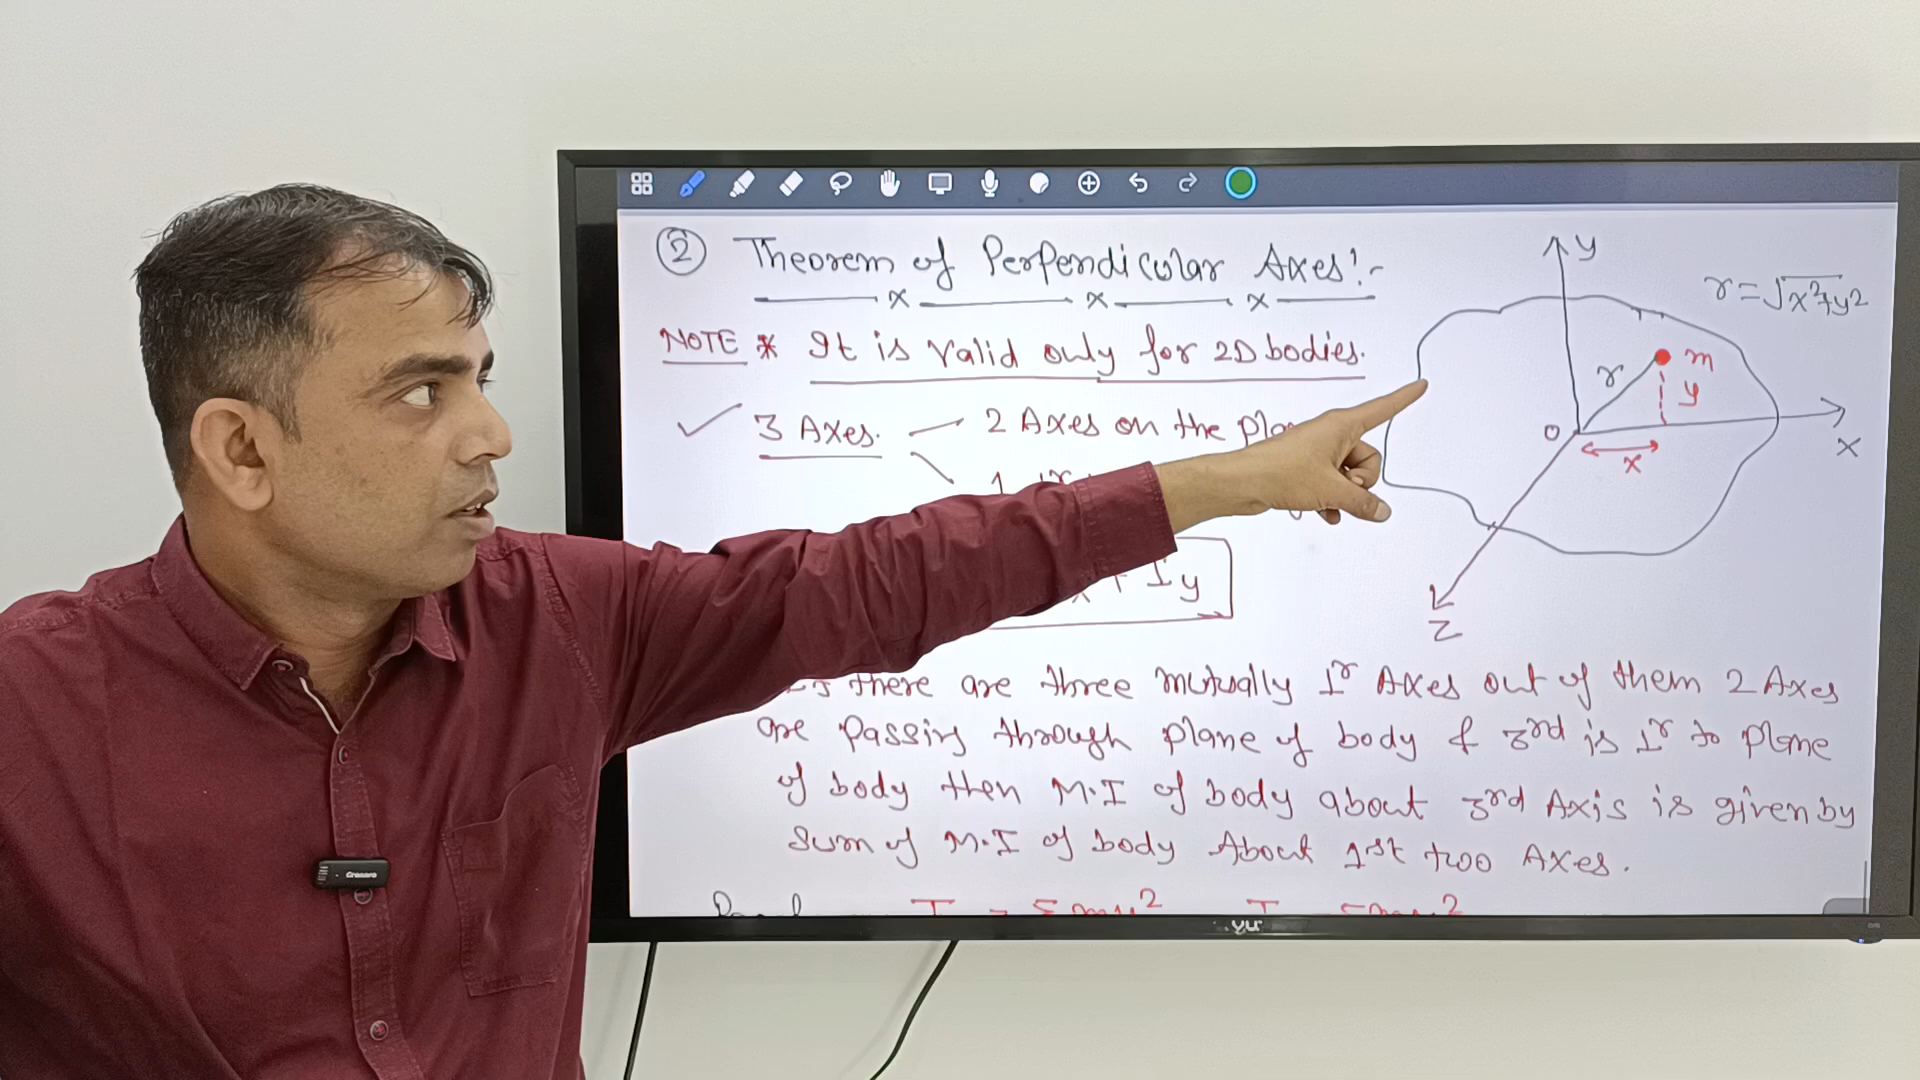 ② Theorem of Perpendicular Axes:-
NOTE * It is valid only for 2D bodies.
3 Axes. 2 Axes on the
1
+ Iy
there are three mutually ⊥r Axes out of them 2 Axes
are passing through plane of body & 3rd is ⊥r to plane
of body then M.I of body about 3rd Axis is given by
Sum of M.I of body About 1st two Axes.
y
r = √x²+y²
m
r
y
O
x
X
Z
Cronaro